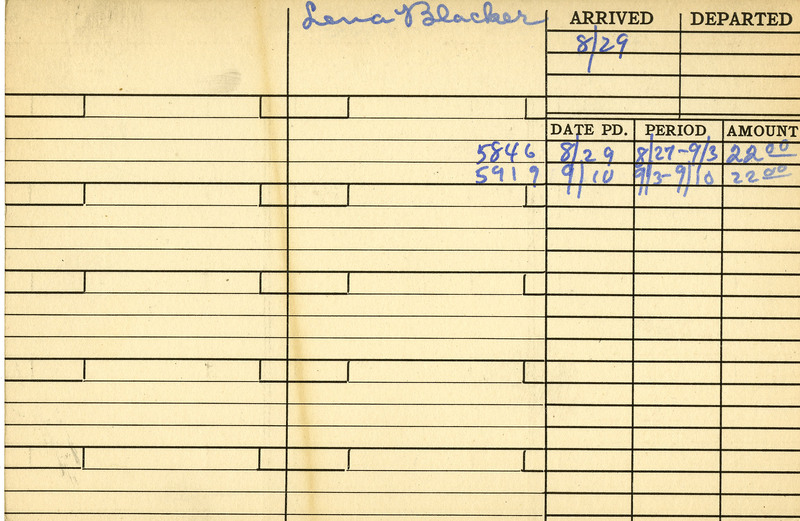 Lena Blacker
ARRIVED DEPARTED
8/29
DATE PD. PERIOD AMOUNT
5846 8/29 8/27-9/3 22 00
5919 9/10 9/3-9/10 22 00